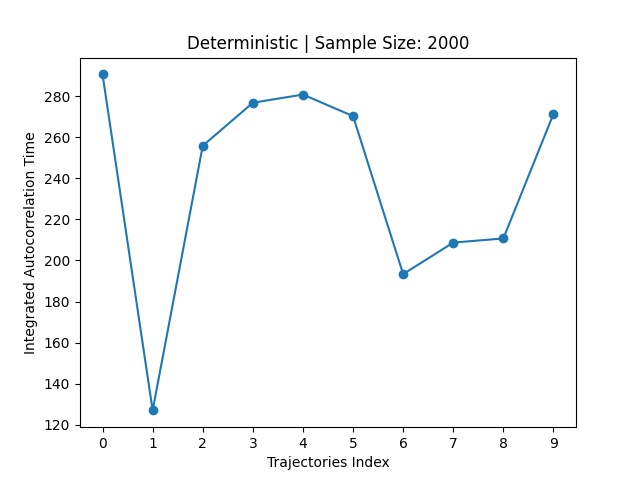 Deterministic | Sample Size: 2000
Integrated Autocorrelation Time
280
260
240
220
200
180
160
140
120
0 1 2 3 4 5 6 7 8 9
Trajectories Index